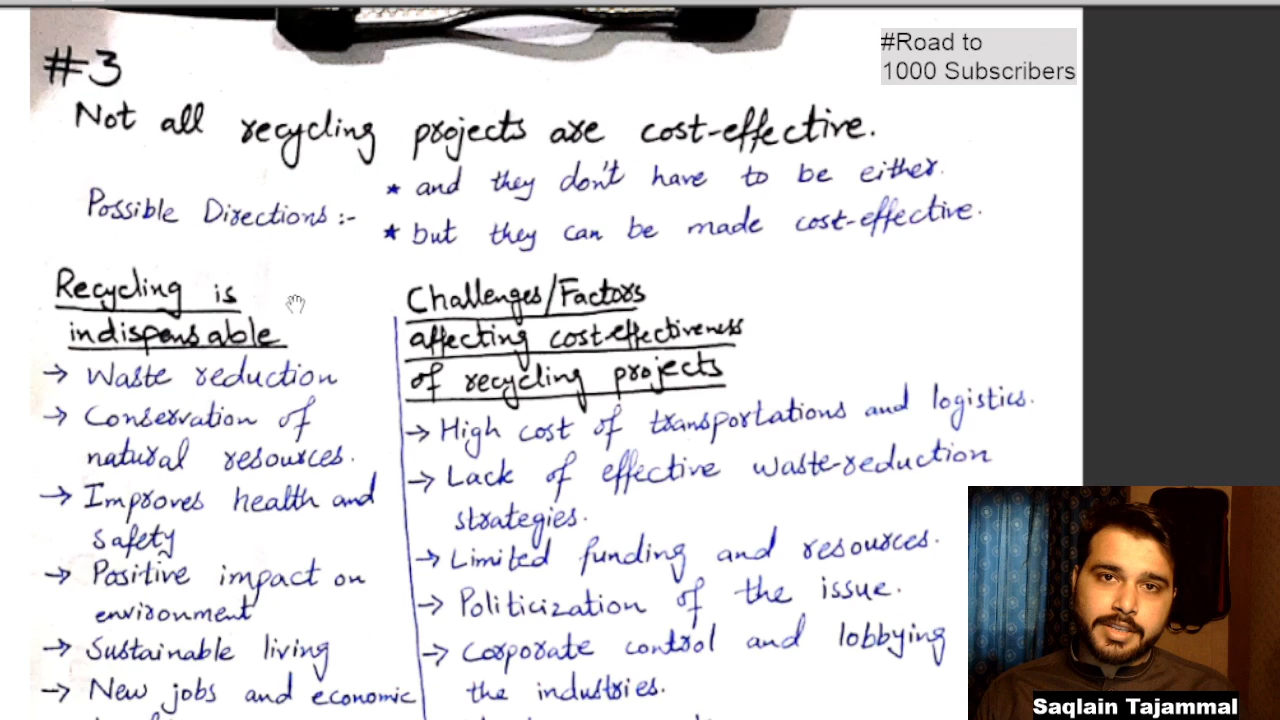 #Road to
1000 Subscribers
#3
Not all recycling projects are cost-effective.
Possible Directions :-
* and they don't have to be either.
* but they can be made cost-effective.
Recycling is
indispensable
→ Waste reduction
→ Conservation of
natural resources.
→ Improves health and
safety
→ Positive impact on
environment
→ Sustainable living
→ New jobs and economic
Challenges/Factors
affecting cost-effectiveness
of recycling projects
→ High cost of transportations and logistics.
→ Lack of effective waste-reduction
strategies.
→ Limited funding and resources.
→ Politicization of the issue.
→ Corporate control and lobbying
the industries.
Saqlain Tajammal